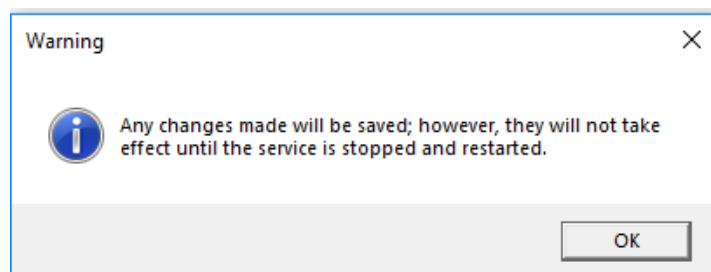 Warning
Any changes made will be saved; however, they will not take
effect until the service is stopped and restarted.
OK